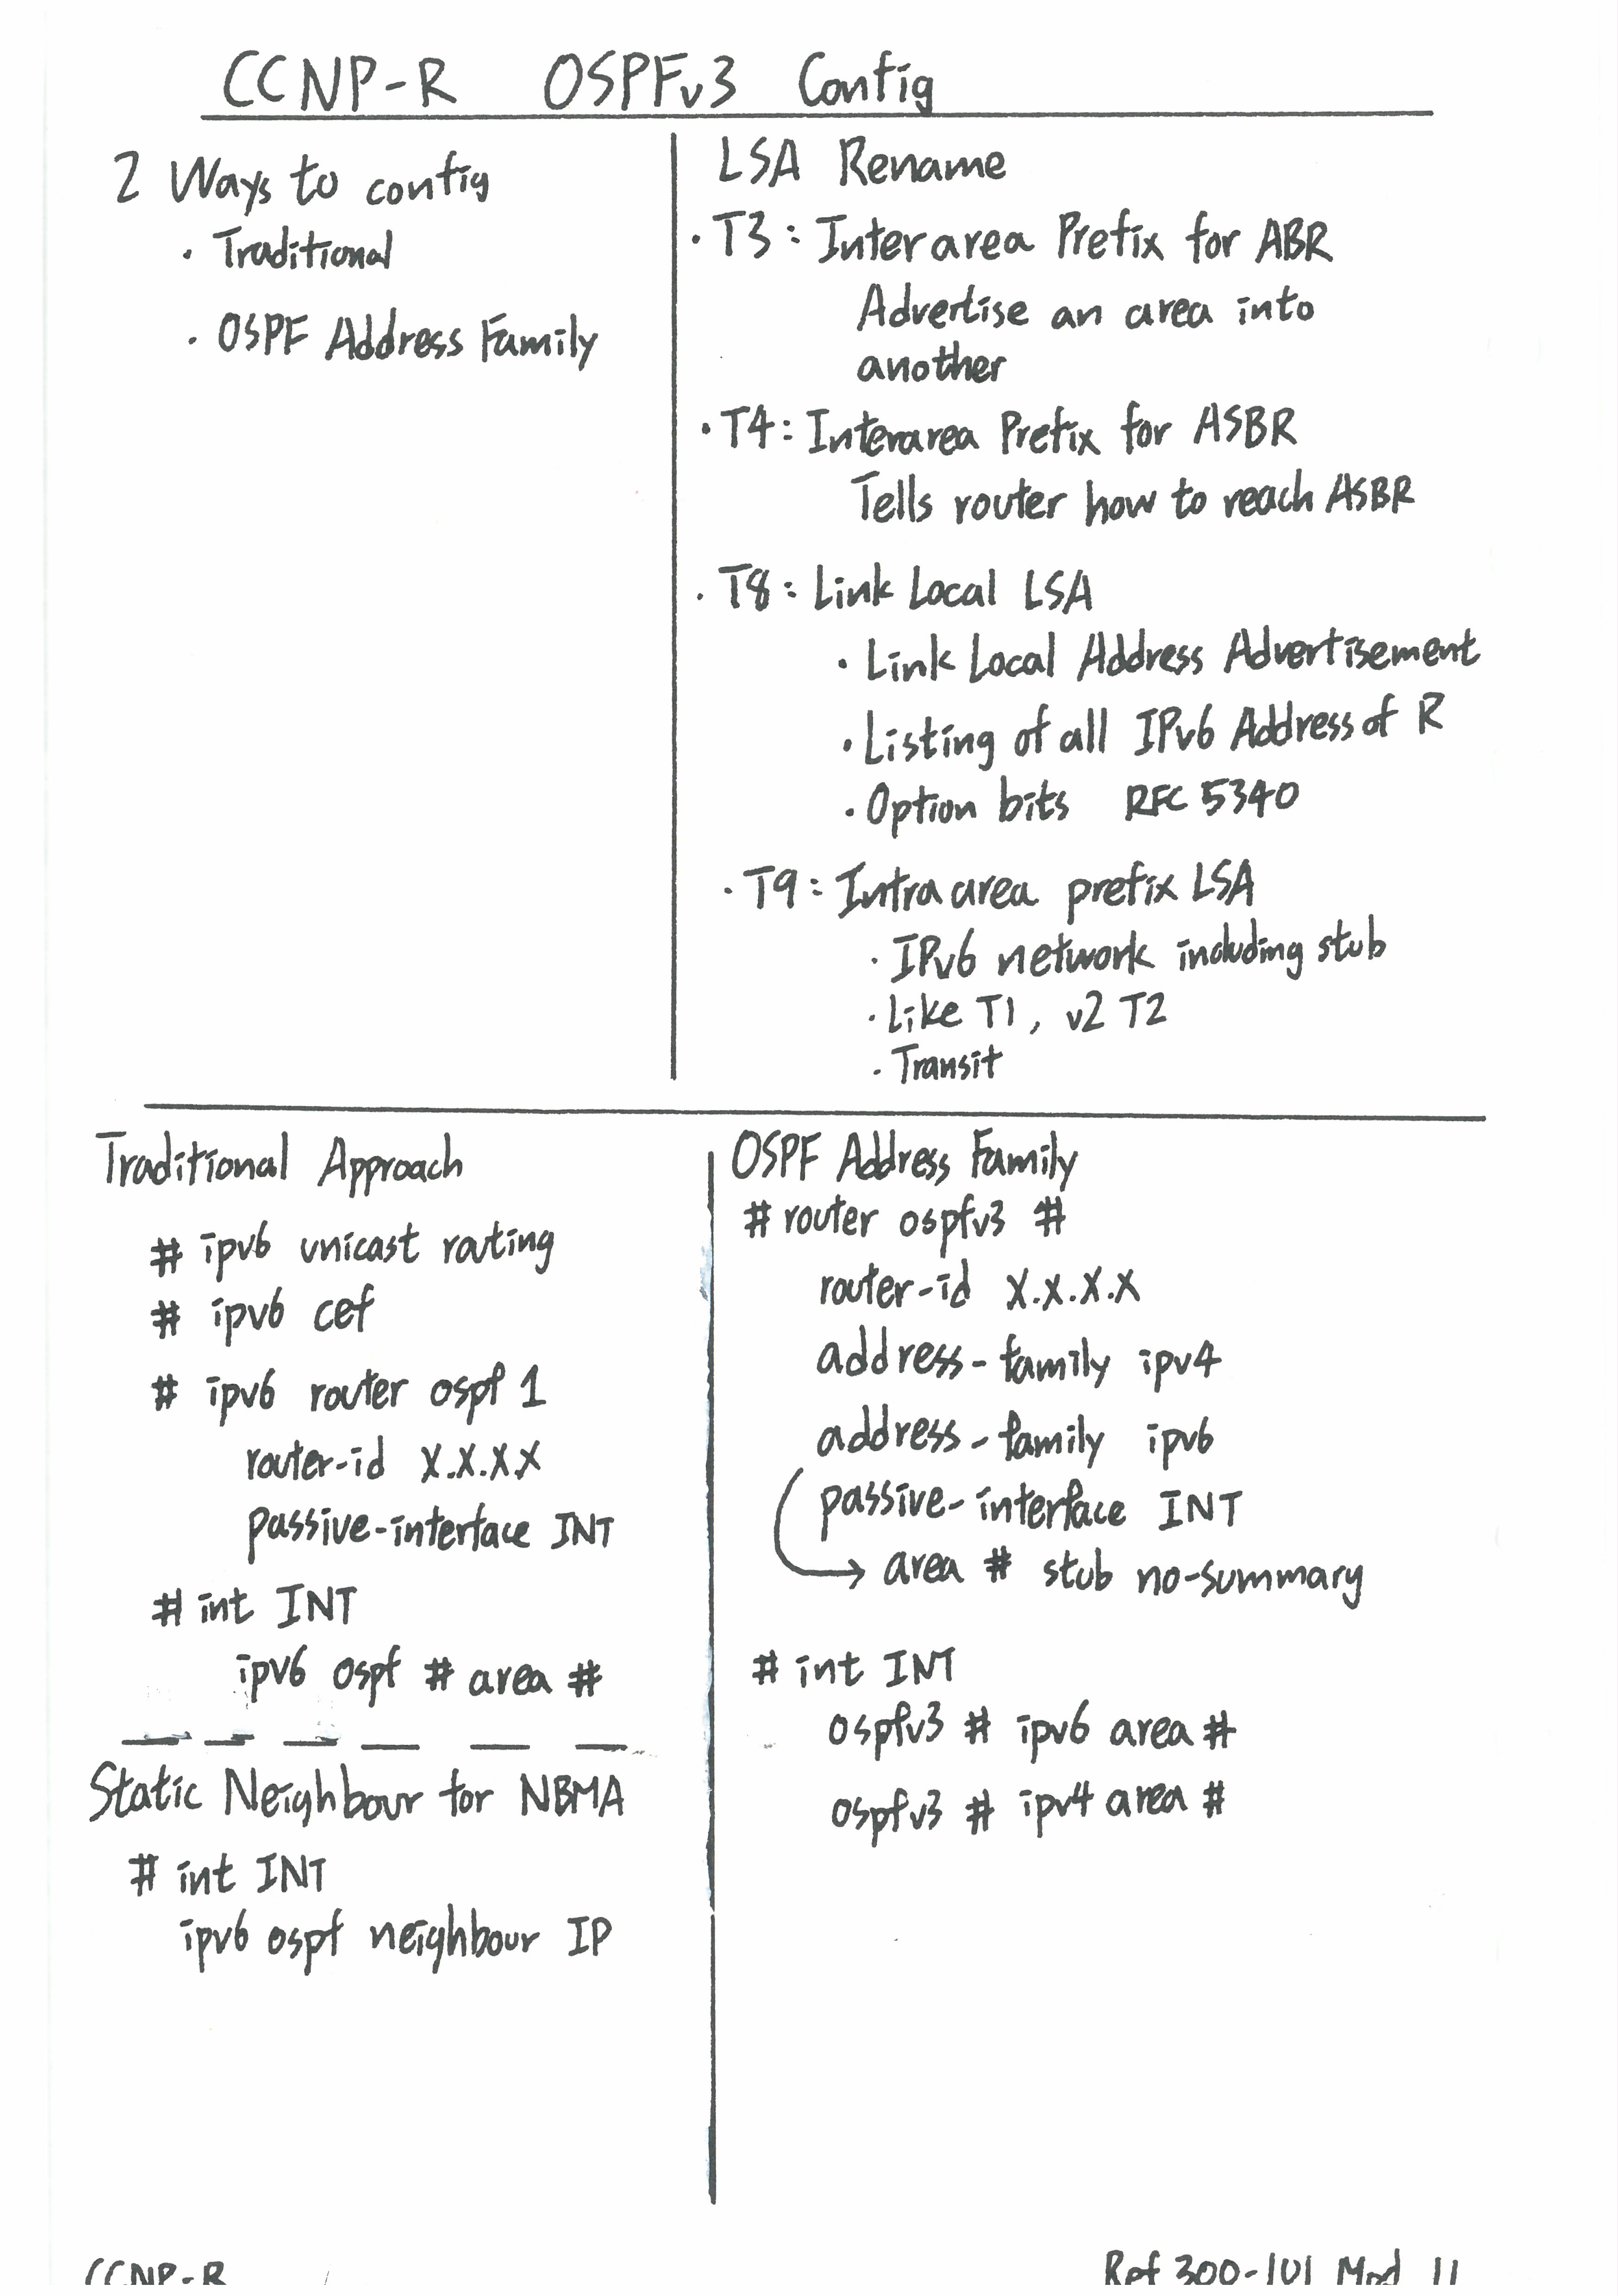 CCNP-R OSPFv3 Config
2 Ways to config
· Traditional
· OSPF Address Family
LSA Rename
· T3: Interarea Prefix for ABR
Advertise an area into
another
· T4: Interarea Prefix for ASBR
Tells router how to reach ASBR
· T8: Link Local LSA
· Link Local Address Advertisement
· Listing of all IPv6 Address of R
· Option bits RFC 5340
· T9: Intra area prefix LSA
· IPv6 network including stub
· Like T1, v2 T2
· Transit
Traditional Approach
# ipv6 unicast routing
# ipv6 cef
# ipv6 router ospf 1
router-id X.X.X.X
passive-interface INT
# int INT
ipv6 ospf # area #
Static Neighbour for NBMA
# int INT
ipv6 ospf neighbour IP
OSPF Address Family
# router ospfv3 #
router-id X.X.X.X
address-family ipv4
address-family ipv6
passive-interface INT
→ area # stub no-summary
# int INT
ospfv3 # ipv6 area #
ospfv3 # ipv4 area #
CCNP-R
Ref 300-101 Mod 11